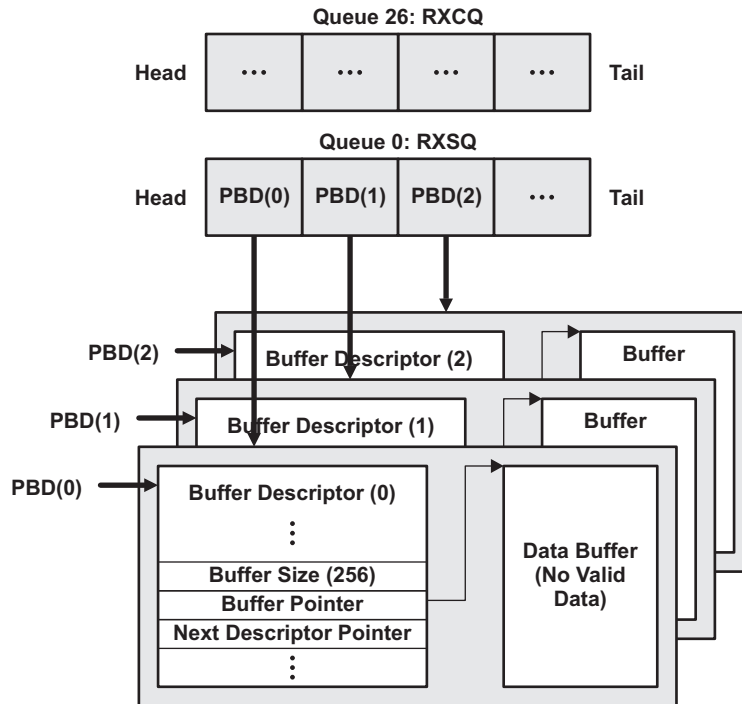 Queue 26: RXCQ
Head ... ... ... ... Tail
Queue 0: RXSQ
Head PBD(0) PBD(1) PBD(2) ... Tail
PBD(2)
Buffer Descriptor (2)
Buffer
PBD(1)
Buffer Descriptor (1)
Buffer
PBD(0)
Buffer Descriptor (0)
Buffer Size (256)
Buffer Pointer
Next Descriptor Pointer
Data Buffer
(No Valid
Data)